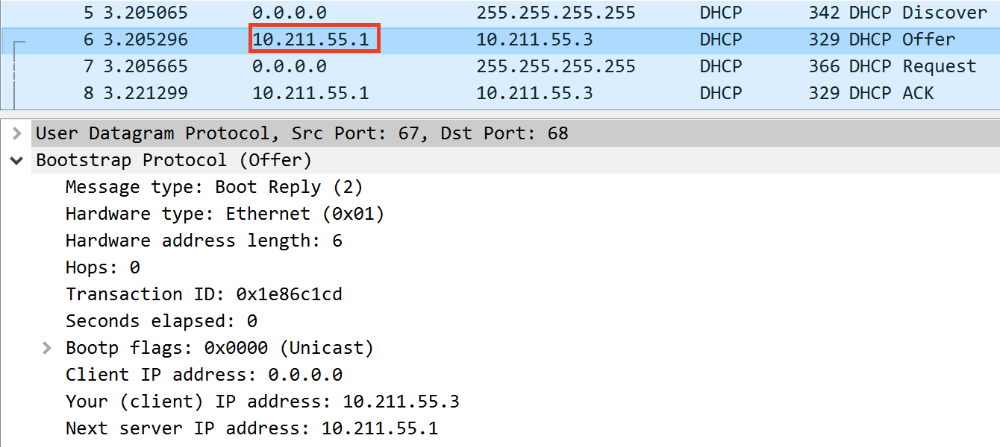 5 3.205065 0.0.0.0 255.255.255.255 DHCP 342 DHCP Discover
6 3.205296 10.211.55.1 10.211.55.3 DHCP 329 DHCP Offer
7 3.205665 0.0.0.0 255.255.255.255 DHCP 366 DHCP Request
8 3.221299 10.211.55.1 10.211.55.3 DHCP 329 DHCP ACK
User Datagram Protocol, Src Port: 67, Dst Port: 68
Bootstrap Protocol (Offer)
Message type: Boot Reply (2)
Hardware type: Ethernet (0x01)
Hardware address length: 6
Hops: 0
Transaction ID: 0x1e86c1cd
Seconds elapsed: 0
Bootp flags: 0x0000 (Unicast)
Client IP address: 0.0.0.0
Your (client) IP address: 10.211.55.3
Next server IP address: 10.211.55.1